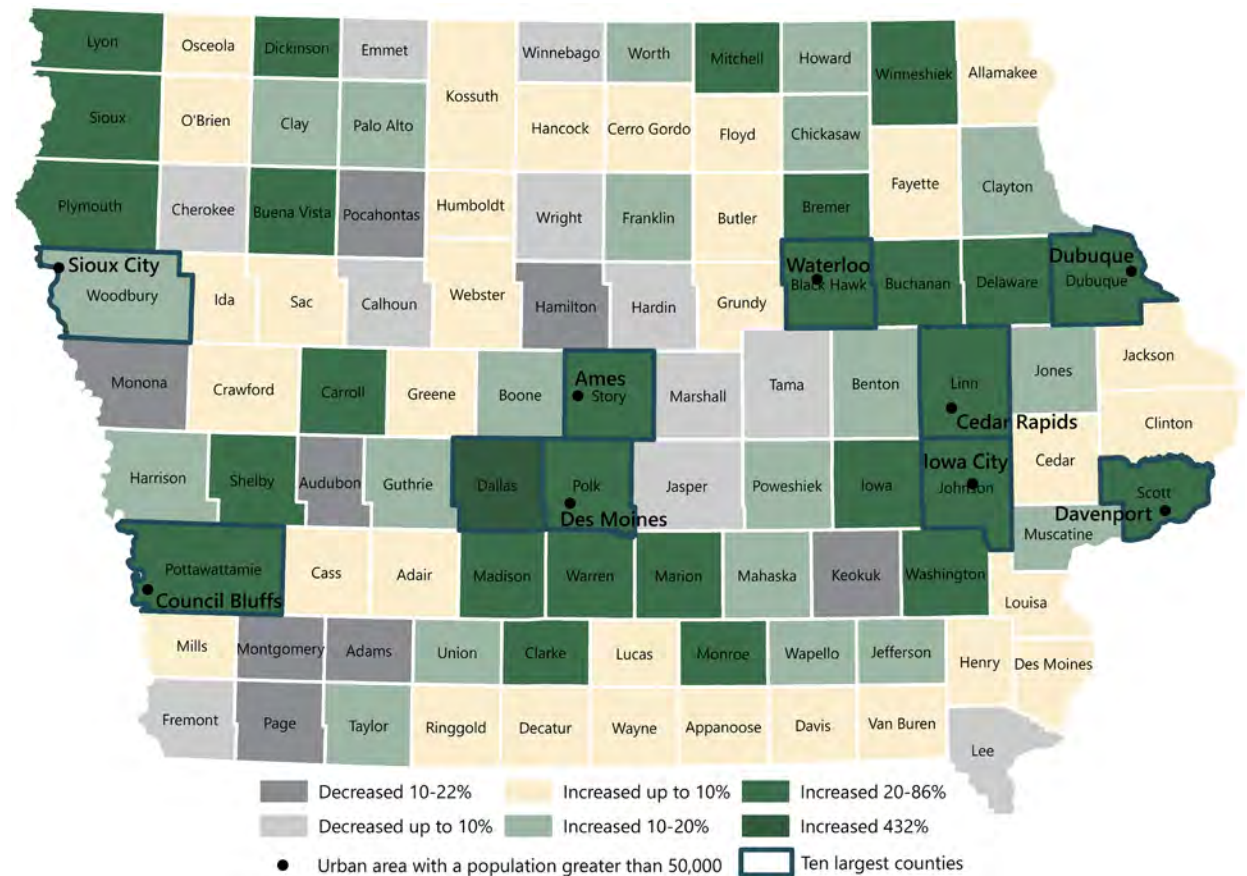 Lyon
Osceola
Dickinson
Emmet
Winnebago
Worth
Mitchell
Howard
Winneshiek
Allamakee
Kossuth
Sioux
O'Brien
Clay
Palo Alto
Hancock
Cerro Gordo
Floyd
Chickasaw
Fayette
Clayton
Plymouth
Cherokee
Buena Vista
Pocahontas
Humboldt
Wright
Franklin
Butler
Bremer
Sioux City
Woodbury
Ida
Sac
Calhoun
Webster
Hamilton
Hardin
Grundy
Waterloo
Black Hawk
Buchanan
Delaware
Dubuque
Dubuque
Monona
Crawford
Carroll
Greene
Boone
Ames
Story
Marshall
Tama
Benton
Linn
Cedar Rapids
Jones
Jackson
Clinton
Harrison
Shelby
Audubon
Guthrie
Dallas
Polk
Des Moines
Jasper
Poweshiek
Iowa
Iowa City
Johnson
Cedar
Scott
Davenport
Muscatine
Pottawattamie
Council Bluffs
Cass
Adair
Madison
Warren
Marion
Mahaska
Keokuk
Washington
Louisa
Mills
Montgomery
Adams
Union
Clarke
Lucas
Monroe
Wapello
Jefferson
Henry
Des Moines
Fremont
Page
Taylor
Ringgold
Decatur
Wayne
Appanoose
Davis
Van Buren
Lee
Decreased 10-22%
Increased up to 10%
Increased 20-86%
Decreased up to 10%
Increased 10-20%
Increased 432%
Urban area with a population greater than 50,000
Ten largest counties